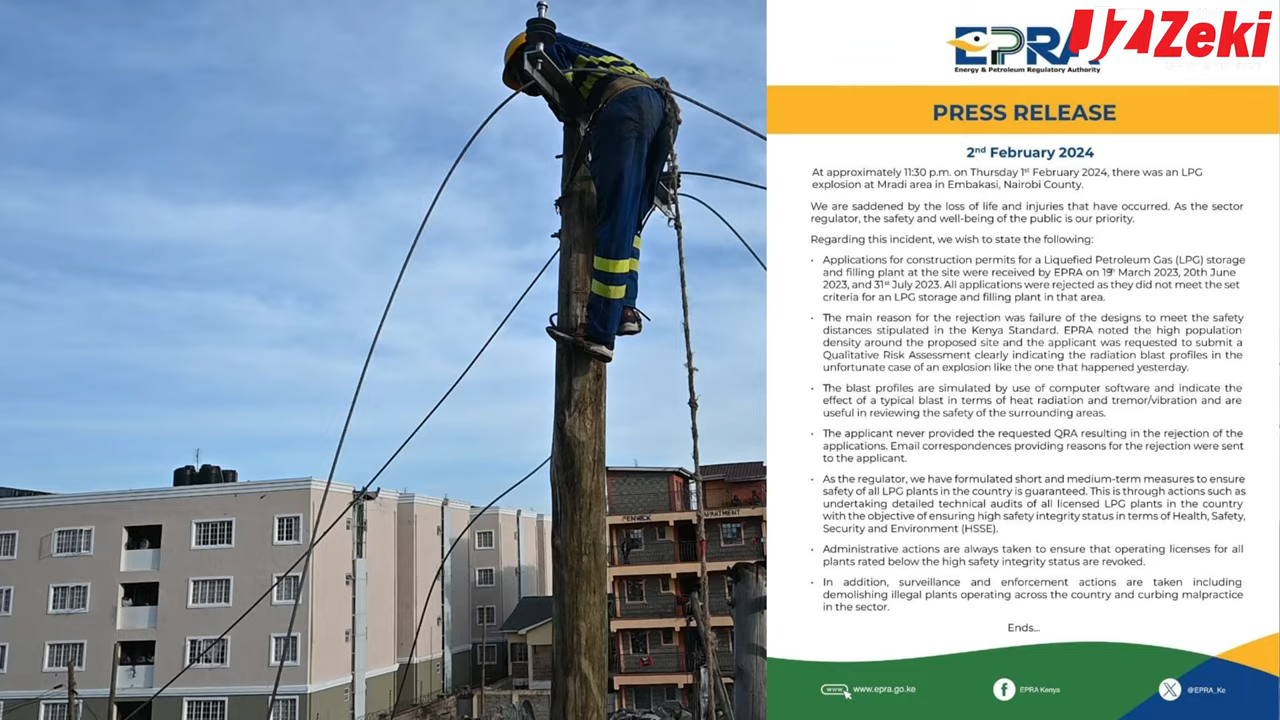 EPRA
Energy & Petroleum Regulatory Authority
Zeki
PRESS RELEASE
2nd February 2024
At approximately 11:30 p.m. on Thursday 1st February 2024, there was an LPG
explosion at Mradi area in Embakasi, Nairobi County.
We are saddened by the loss of life and injuries that have occurred. As the sector
regulator, the safety and well-being of the public is our priority.
Regarding this incident, we wish to state the following:
• Applications for construction permits for a Liquefied Petroleum Gas (LPG) storage
and filling plant at the site were received by EPRA on 19th March 2023, 20th June
2023, and 31st July 2023. All applications were rejected as they did not meet the set
criteria for an LPG storage and filling plant in that area.
• The main reason for the rejection was failure of the designs to meet the safety
distances stipulated in the Kenya Standard. EPRA noted the high population
density around the proposed site and the applicant was requested to submit a
Qualitative Risk Assessment clearly indicating the radiation blast profiles in the
unfortunate case of an explosion like the one that happened yesterday.
• The blast profiles are simulated by use of computer software and indicate the
effect of a typical blast in terms of heat radiation and tremor/vibration and are
useful in reviewing the safety of the surrounding areas.
• The applicant never provided the requested QRA resulting in the rejection of the
applications. Email correspondences providing reasons for the rejection were sent
to the applicant.
• As the regulator, we have formulated short and medium-term measures to ensure
safety of all LPG plants in the country is guaranteed. This is through actions such as
undertaking detailed technical audits of all licensed LPG plants in the country
with the objective of ensuring high safety integrity status in terms of Health, Safety,
Security and Environment (HSSE).
• Administrative actions are always taken to ensure that operating licenses for all
plants rated below the high safety integrity status are revoked.
• In addition, surveillance and enforcement actions are taken including
demolishing illegal plants operating across the country and curbing malpractice
in the sector.
Ends...
www
www.epra.go.ke
EPRA Kenya
@EPRA_Ke
FENWICK APARTMENT